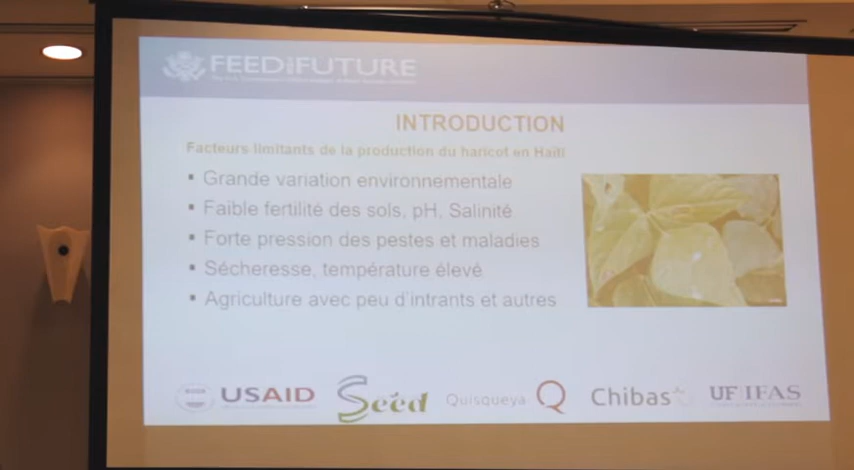 FEED THE FUTURE
INTRODUCTION
Facteurs limitants de la production du haricot en Haiti
▪ Grande variation environnementale
▪ Faible fertilité des sols, pH, Salinité
▪ Forte pression des pestes et maladies
▪ Sécheresse, température élevé
▪ Agriculture avec peu d'intrants et autres
USAID Seed Quisqueya Q Chibas UF IFAS